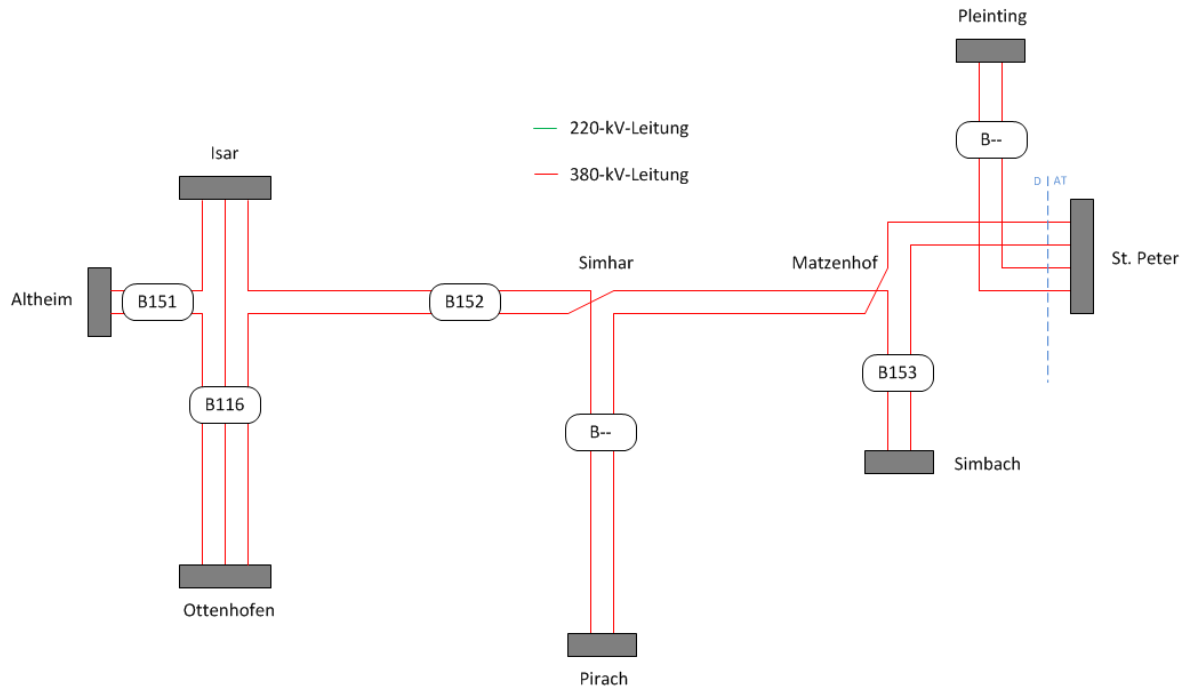 Pleinting
220-kV-Leitung
B--
Isar
380-kV-Leitung
D AT
Simhar
Matzenhof
St. Peter
Altheim
B151
B152
B153
B116
B--
Simbach
Ottenhofen
Pirach